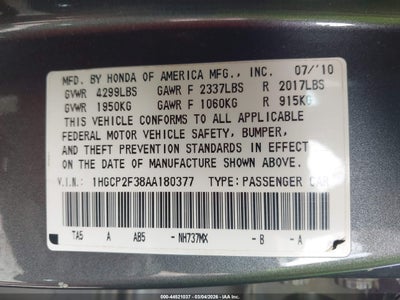 MFD. BY HONDA OF AMERICA MFG., INC. 07/'10
GVWR 4299LBS GAWR F 2337LBS R 2017LBS
GVWR 1950KG GAWR F 1060KG R 915KG
THIS VEHICLE CONFORMS TO ALL APPLICABLE
FEDERAL MOTOR VEHICLE SAFETY, BUMPER,
AND THEFT PREVENTION STANDARDS IN EFFECT
ON THE DATE OF MANUFACTURE SHOWN ABOVE.
V.I.N.: 1HGCP2F38AA180377 TYPE: PASSENGER CAR
TA5 A AB5 - NH737MX - B - A
000-44521037 - 03/04/2026 - IAA Inc.